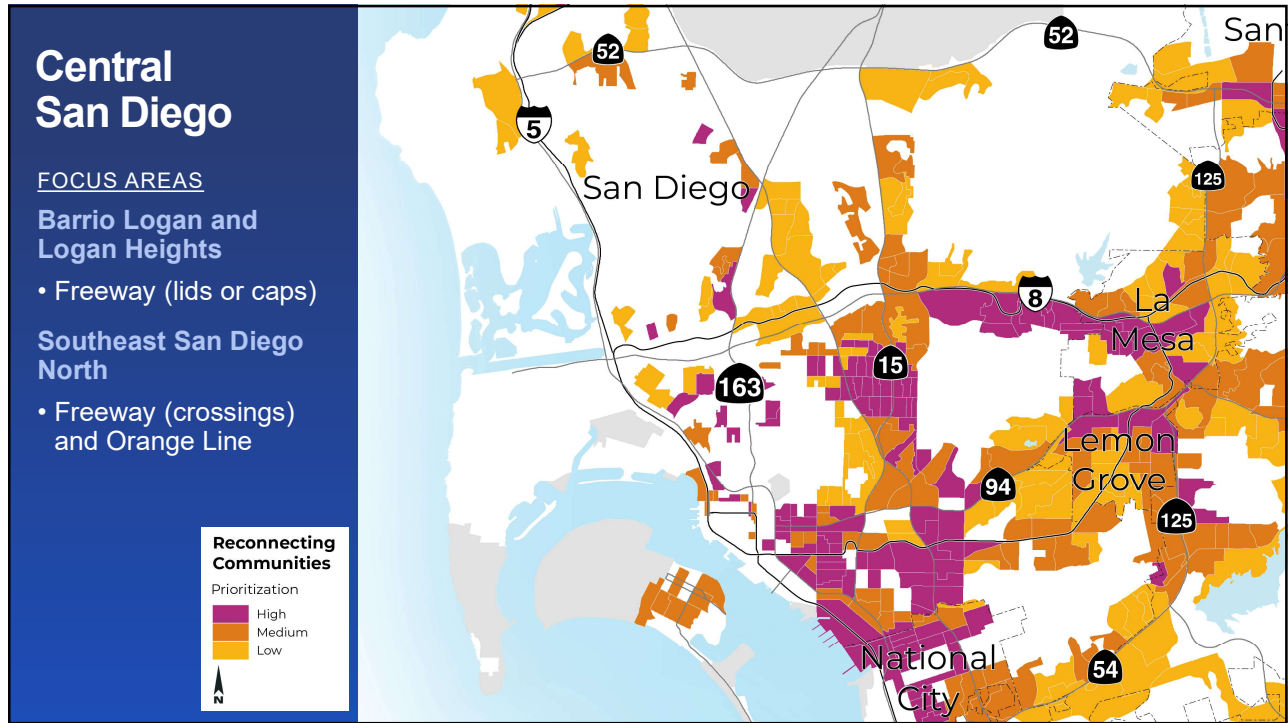 Central
San Diego
FOCUS AREAS
Barrio Logan and
Logan Heights
• Freeway (lids or caps)
Southeast San Diego
North
• Freeway (crossings)
and Orange Line
Reconnecting
Communities
Prioritization
High
Medium
Low
N
52
52
San
5
125
San Diego
8
La
Mesa
15
163
Lemon
Grove
94
125
National
City
54